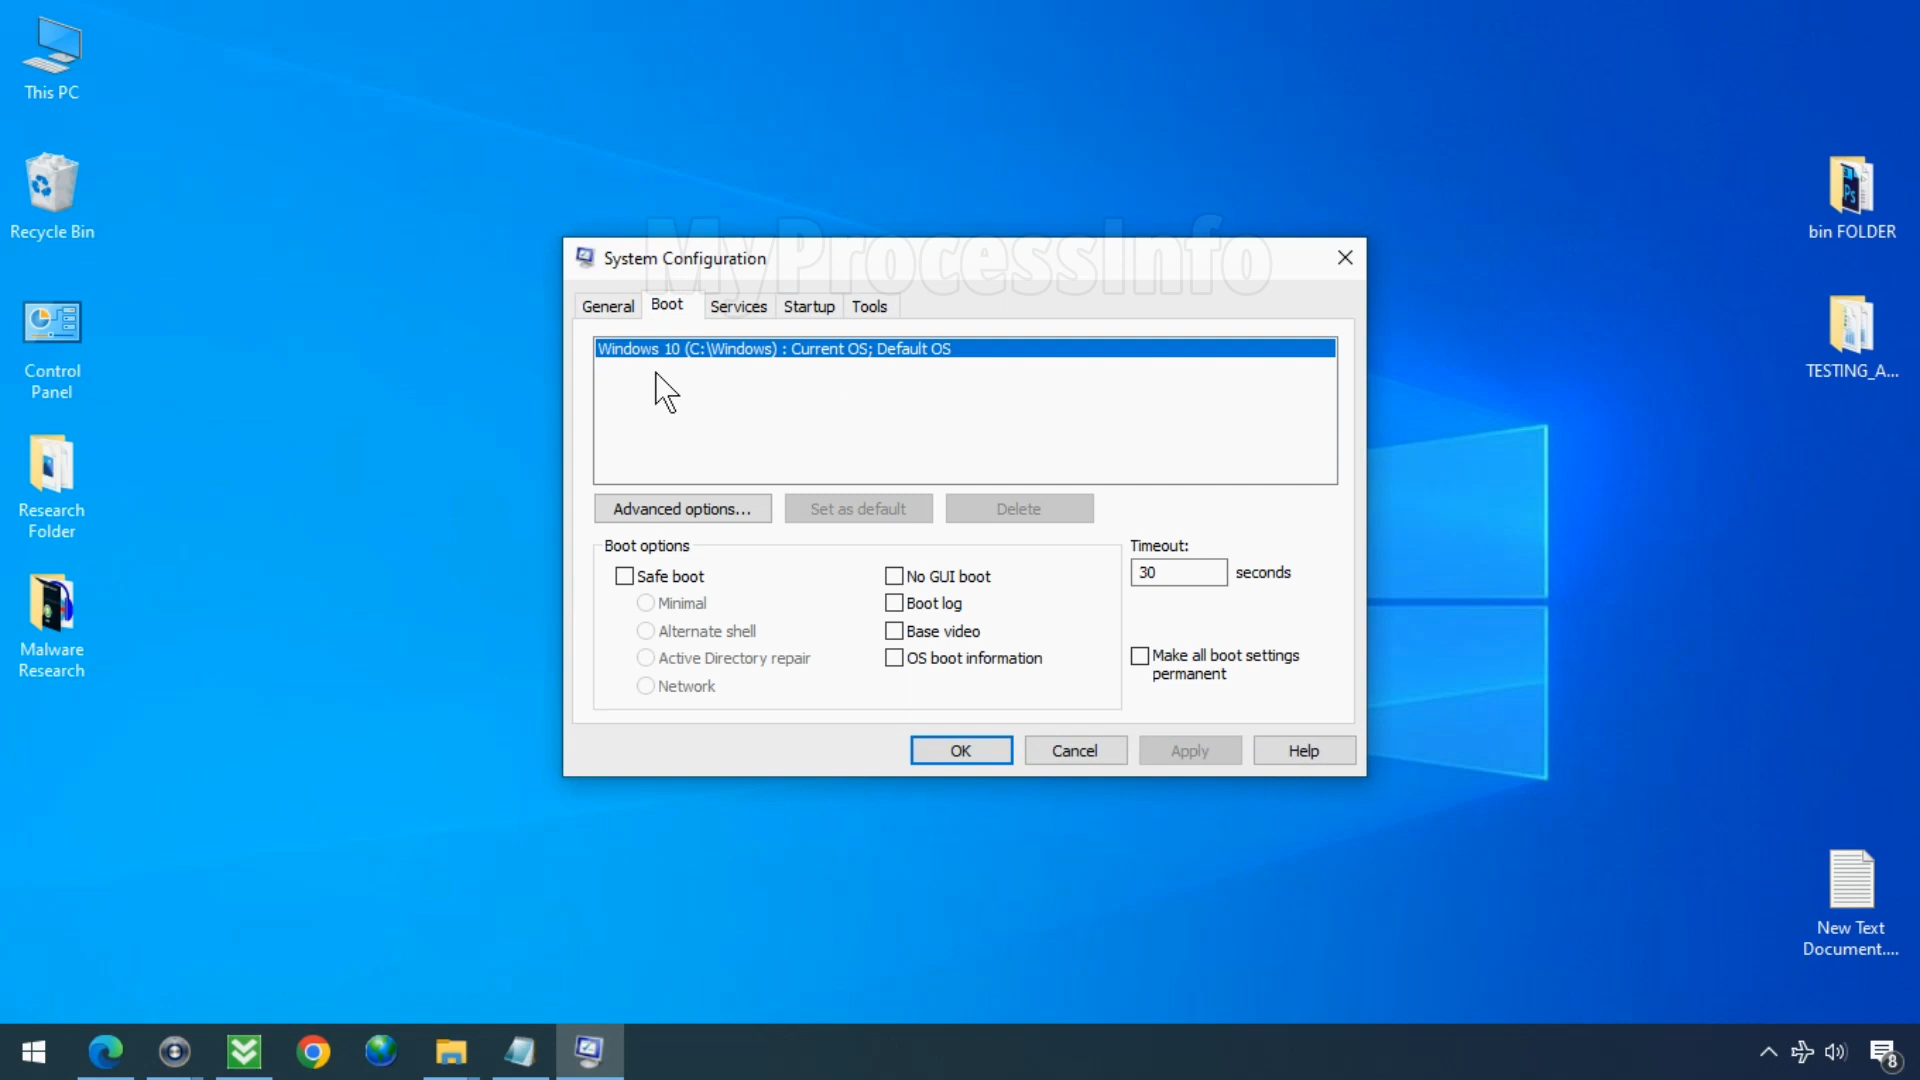 This PC
Recycle Bin
Control
Panel
Research
Folder
Malware
Research
bin FOLDER
TESTING_A...
New Text
Document....
MyProcessInfo
System Configuration
General Boot Services Startup Tools
Windows 10 (C:\Windows) : Current OS; Default OS
Advanced options... Set as default Delete
Boot options
Safe boot
Minimal
Alternate shell
Active Directory repair
Network
No GUI boot
Boot log
Base video
OS boot information
Timeout:
30 seconds
Make all boot settings
permanent
OK Cancel Apply Help
Ps
8